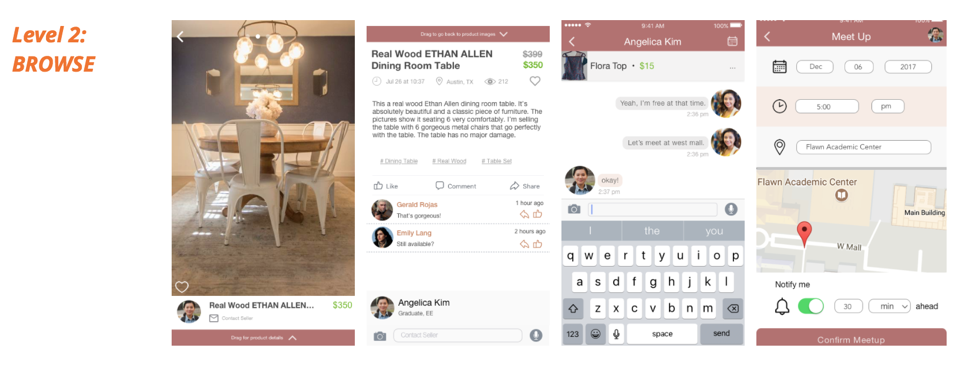 Level 2:
BROWSE
Real Wood ETHAN ALLEN...
$350
Contact Seller
Drag for product details
Drag to go back to product images
Real Wood ETHAN ALLEN
Dining Room Table
$399
$350
Jul 26 at 10:37
Austin, TX
212
This a real wood Ethan Allen dining room table. It's
absolutely beautiful and a classic piece of furniture. The
pictures show it seating 6 very comfortably. I'm selling
the table with 6 gorgeous metal chairs that go perfectly
with the table. The table has no major damage.
# Dining Table
# Real Wood
# Table Set
Like
Comment
Share
Gerald Rojas
1 hour ago
That's gorgeous!
Emily Lang
2 hours ago
Still available?
Angelica Kim
Graduate, EE
Contact Seller
9:41 AM
100%
Angelica Kim
Flora Top • $15
...
Yeah, I'm free at that time.
2:36 pm
Let's meet at west mall.
2:36 pm
okay!
2:37 pm
I the you
q w e r t y u i o p
a s d f g h j k l
z x c v b n m
123 space send
Meet Up
Dec 06 2017
5:00 pm
Flawn Academic Center
Flawn Academic Center
Main Building
W Mall
Notify me
30 min ahead
Confirm Meetup